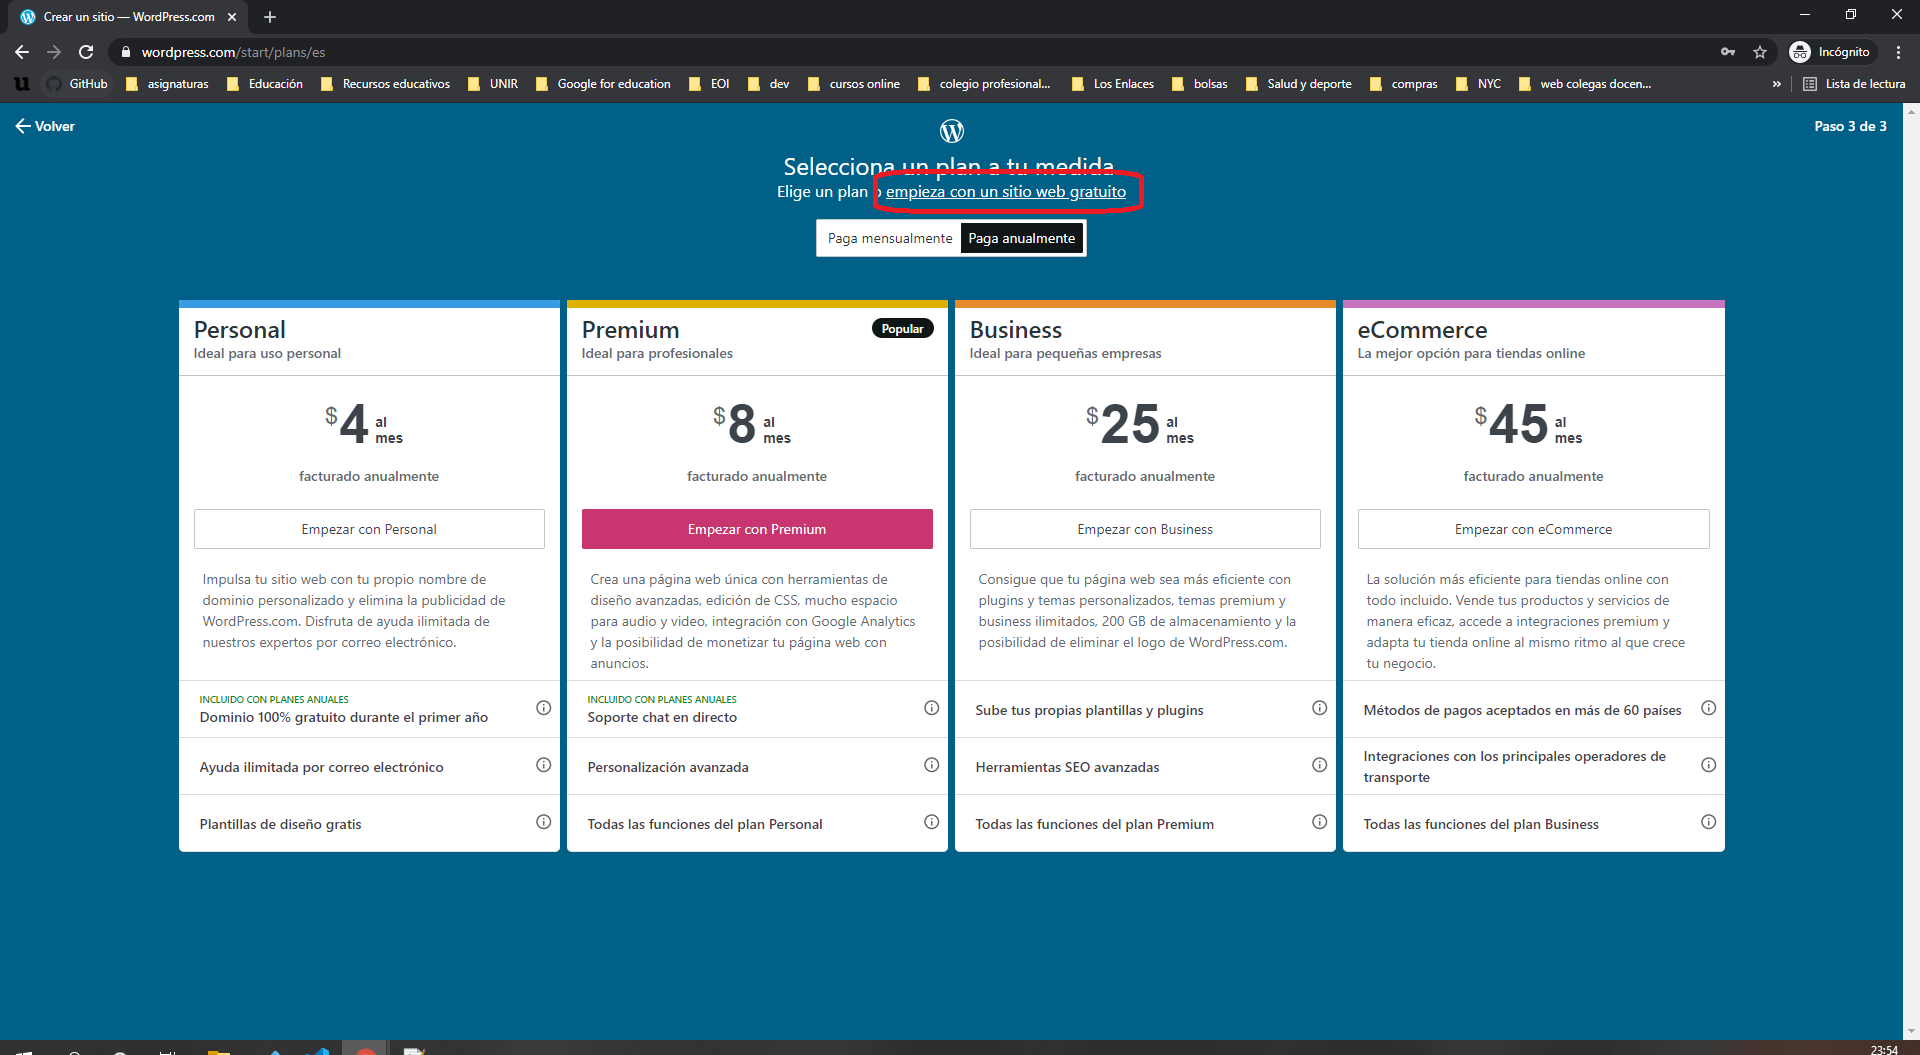 Crear un sitio — WordPress.com
wordpress.com/start/plans/es
Incógnito
GitHub
asignaturas
Educación
Recursos educativos
UNIR
Google for education
EOI
dev
cursos online
colegio profesional...
Los Enlaces
bolsas
Salud y deporte
compras
NYC
web colegas docen...
»
Lista de lectura
Volver
Paso 3 de 3
Selecciona un plan a tu medida
Elige un plan o empieza con un sitio web gratuito
Paga mensualmente
Paga anualmente
Personal
Ideal para uso personal
$4 al mes
facturado anualmente
Empezar con Personal
Impulsa tu sitio web con tu propio nombre de
dominio personalizado y elimina la publicidad de
WordPress.com. Disfruta de ayuda ilimitada de
nuestros expertos por correo electrónico.
INCLUIDO CON PLANES ANUALES
Dominio 100% gratuito durante el primer año
Ayuda ilimitada por correo electrónico
Plantillas de diseño gratis
Premium
Popular
Ideal para profesionales
$8 al mes
facturado anualmente
Empezar con Premium
Crea una página web única con herramientas de
diseño avanzadas, edición de CSS, mucho espacio
para audio y video, integración con Google Analytics
y la posibilidad de monetizar tu página web con
anuncios.
INCLUIDO CON PLANES ANUALES
Soporte chat en directo
Personalización avanzada
Todas las funciones del plan Personal
Business
Ideal para pequeñas empresas
$25 al mes
facturado anualmente
Empezar con Business
Consigue que tu página web sea más eficiente con
plugins y temas personalizados, temas premium y
business ilimitados, 200 GB de almacenamiento y la
posibilidad de eliminar el logo de WordPress.com.
Sube tus propias plantillas y plugins
Herramientas SEO avanzadas
Todas las funciones del plan Premium
eCommerce
La mejor opción para tiendas online
$45 al mes
facturado anualmente
Empezar con eCommerce
La solución más eficiente para tiendas online con
todo incluido. Vende tus productos y servicios de
manera eficaz, accede a integraciones premium y
adapta tu tienda online al mismo ritmo al que crece
tu negocio.
Métodos de pagos aceptados en más de 60 países
Integraciones con los principales operadores de
transporte
Todas las funciones del plan Business
23:54